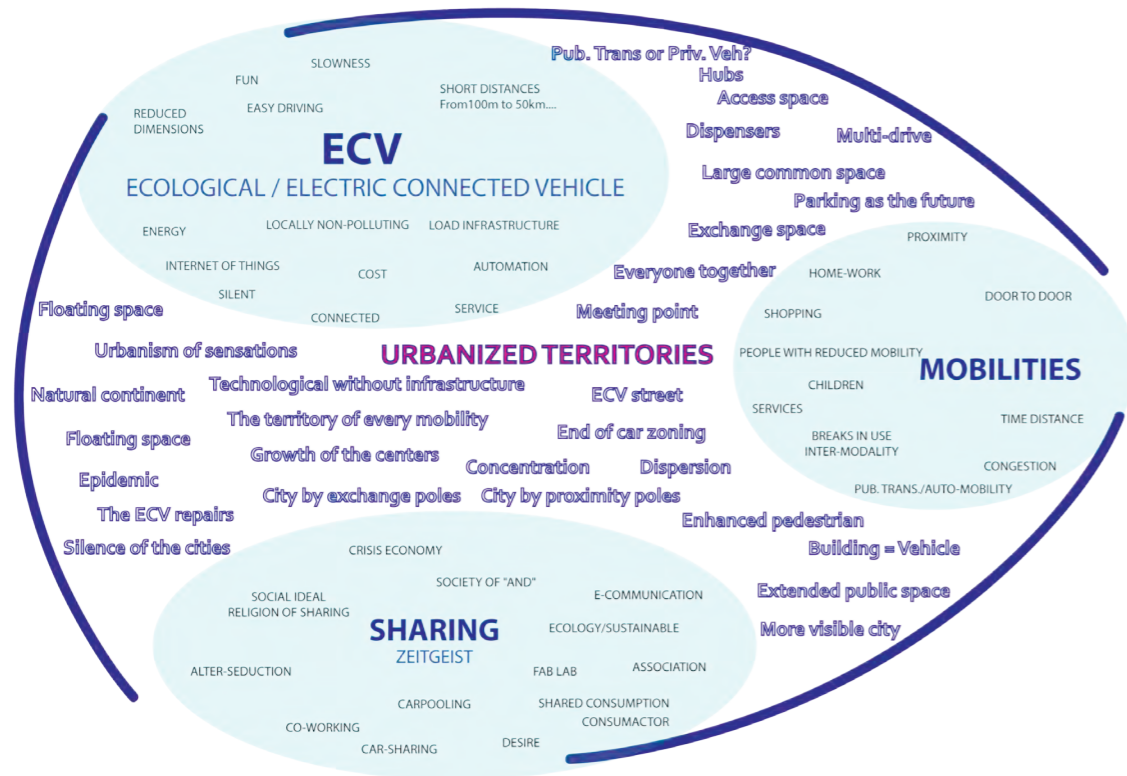 Pub. Trans or Priv. Veh?
SLOWNESS
Hubs
FUN
SHORT DISTANCES
From100m to 50km....
Access space
REDUCED
DIMENSIONS
EASY DRIVING
Dispensers
Multi-drive
ECV
Large common space
ECOLOGICAL / ELECTRIC CONNECTED VEHICLE
Parking as the future
ENERGY
LOCALLY NON-POLLUTING
LOAD INFRASTRUCTURE
Exchange space
PROXIMITY
INTERNET OF THINGS
COST
AUTOMATION
Everyone together
HOME-WORK
SILENT
DOOR TO DOOR
Floating space
CONNECTED
SERVICE
Meeting point
SHOPPING
Urbanism of sensations
URBANIZED TERRITORIES
PEOPLE WITH REDUCED MOBILITY
MOBILITIES
Natural continent
Technological without infrastructure
ECV street
CHILDREN
SERVICES
The territory of every mobility
TIME DISTANCE
Floating space
End of car zoning
BREAKS IN USE
INTER-MODALITY
Growth of the centers
Concentration
Dispersion
CONGESTION
Epidemic
City by exchange poles
City by proximity poles
PUB. TRANS./AUTO-MOBILITY
The ECV repairs
Enhanced pedestrian
Silence of the cities
CRISIS ECONOMY
Building = Vehicle
SOCIETY OF "AND"
SOCIAL IDEAL
RELIGION OF SHARING
E-COMMUNICATION
Extended public space
SHARING
ECOLOGY/SUSTAINABLE
More visible city
ZEITGEIST
ALTER-SEDUCTION
FAB LAB
ASSOCIATION
CARPOOLING
SHARED CONSUMPTION
CONSUMACTOR
CO-WORKING
CAR-SHARING
DESIRE